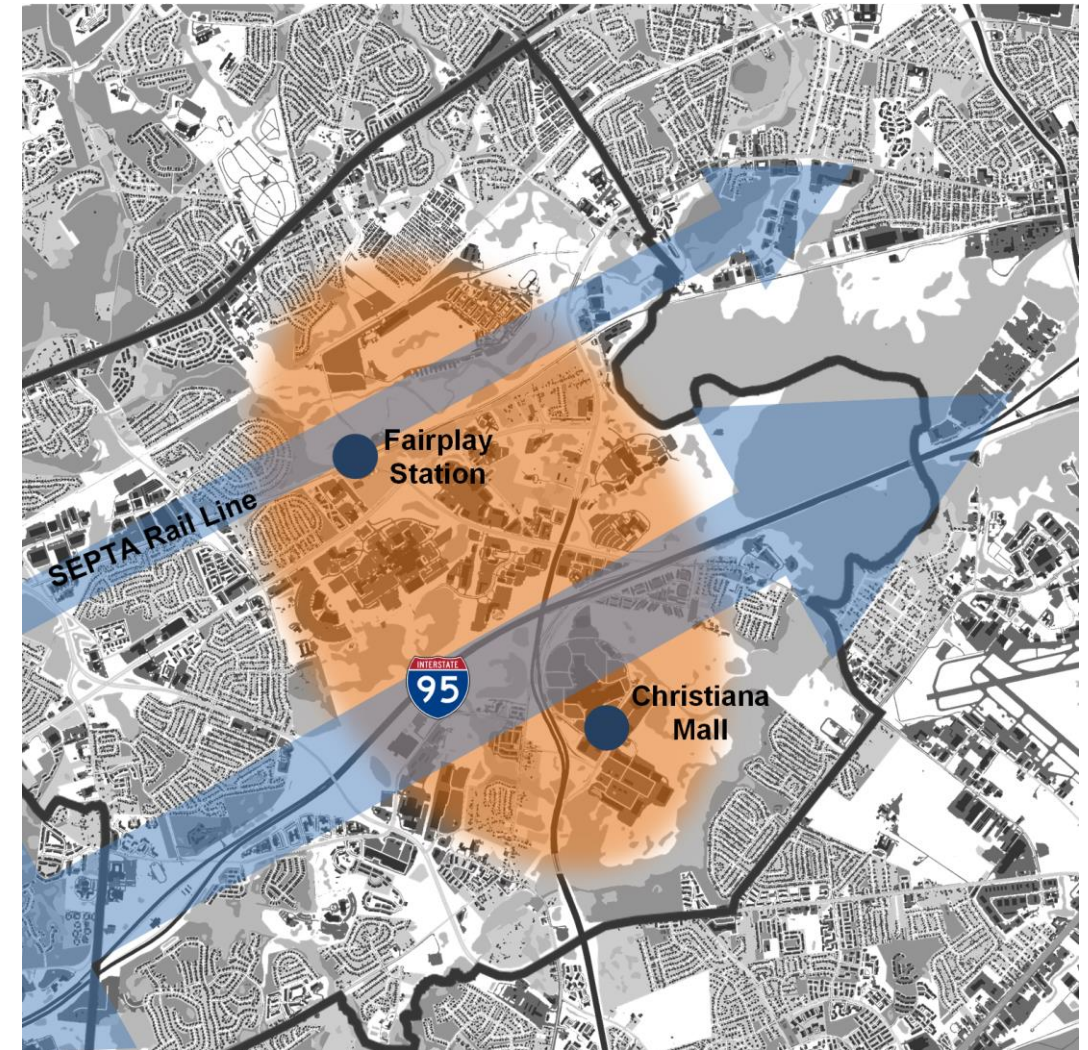 Fairplay
Station
SEPTA Rail Line
INTERSTATE
95
Christiana
Mall